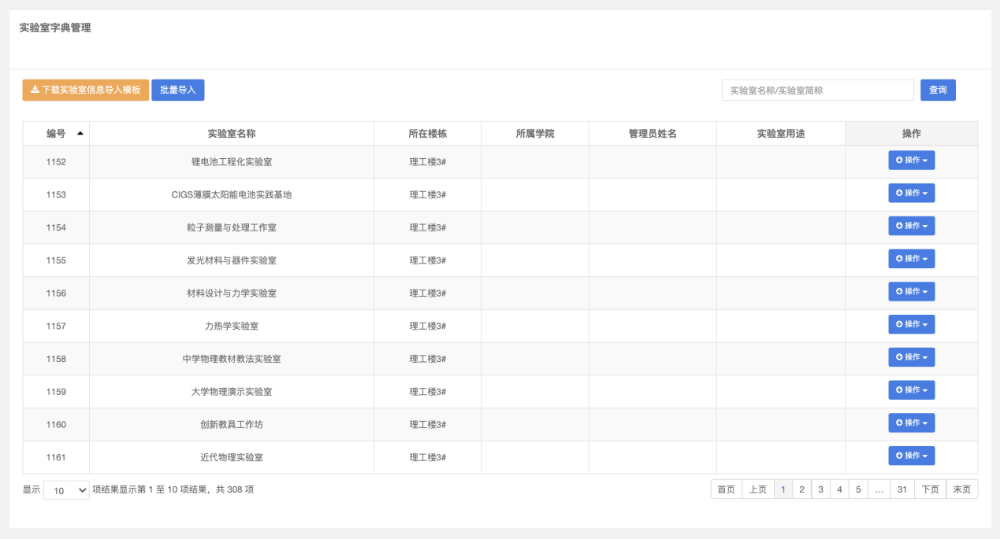 实验室字典管理
下载实验室信息导入模板 批量导入 实验室名称/实验室简称 查询
编号 实验室名称 所在楼栋 所属学院 管理员姓名 实验室用途 操作
1152 锂电池工程化实验室 理工楼3# 操作
1153 CIGS薄膜太阳能电池实践基地 理工楼3# 操作
1154 粒子测量与处理工作室 理工楼3# 操作
1155 发光材料与器件实验室 理工楼3# 操作
1156 材料设计与力学实验室 理工楼3# 操作
1157 力热学实验室 理工楼3# 操作
1158 中学物理教材教法实验室 理工楼3# 操作
1159 大学物理演示实验室 理工楼3# 操作
1160 创新教具工作坊 理工楼3# 操作
1161 近代物理实验室 理工楼3# 操作
显示 10 项结果显示第 1 至 10 项结果，共 308 项 首页 上页 1 2 3 4 5 … 31 下页 末页